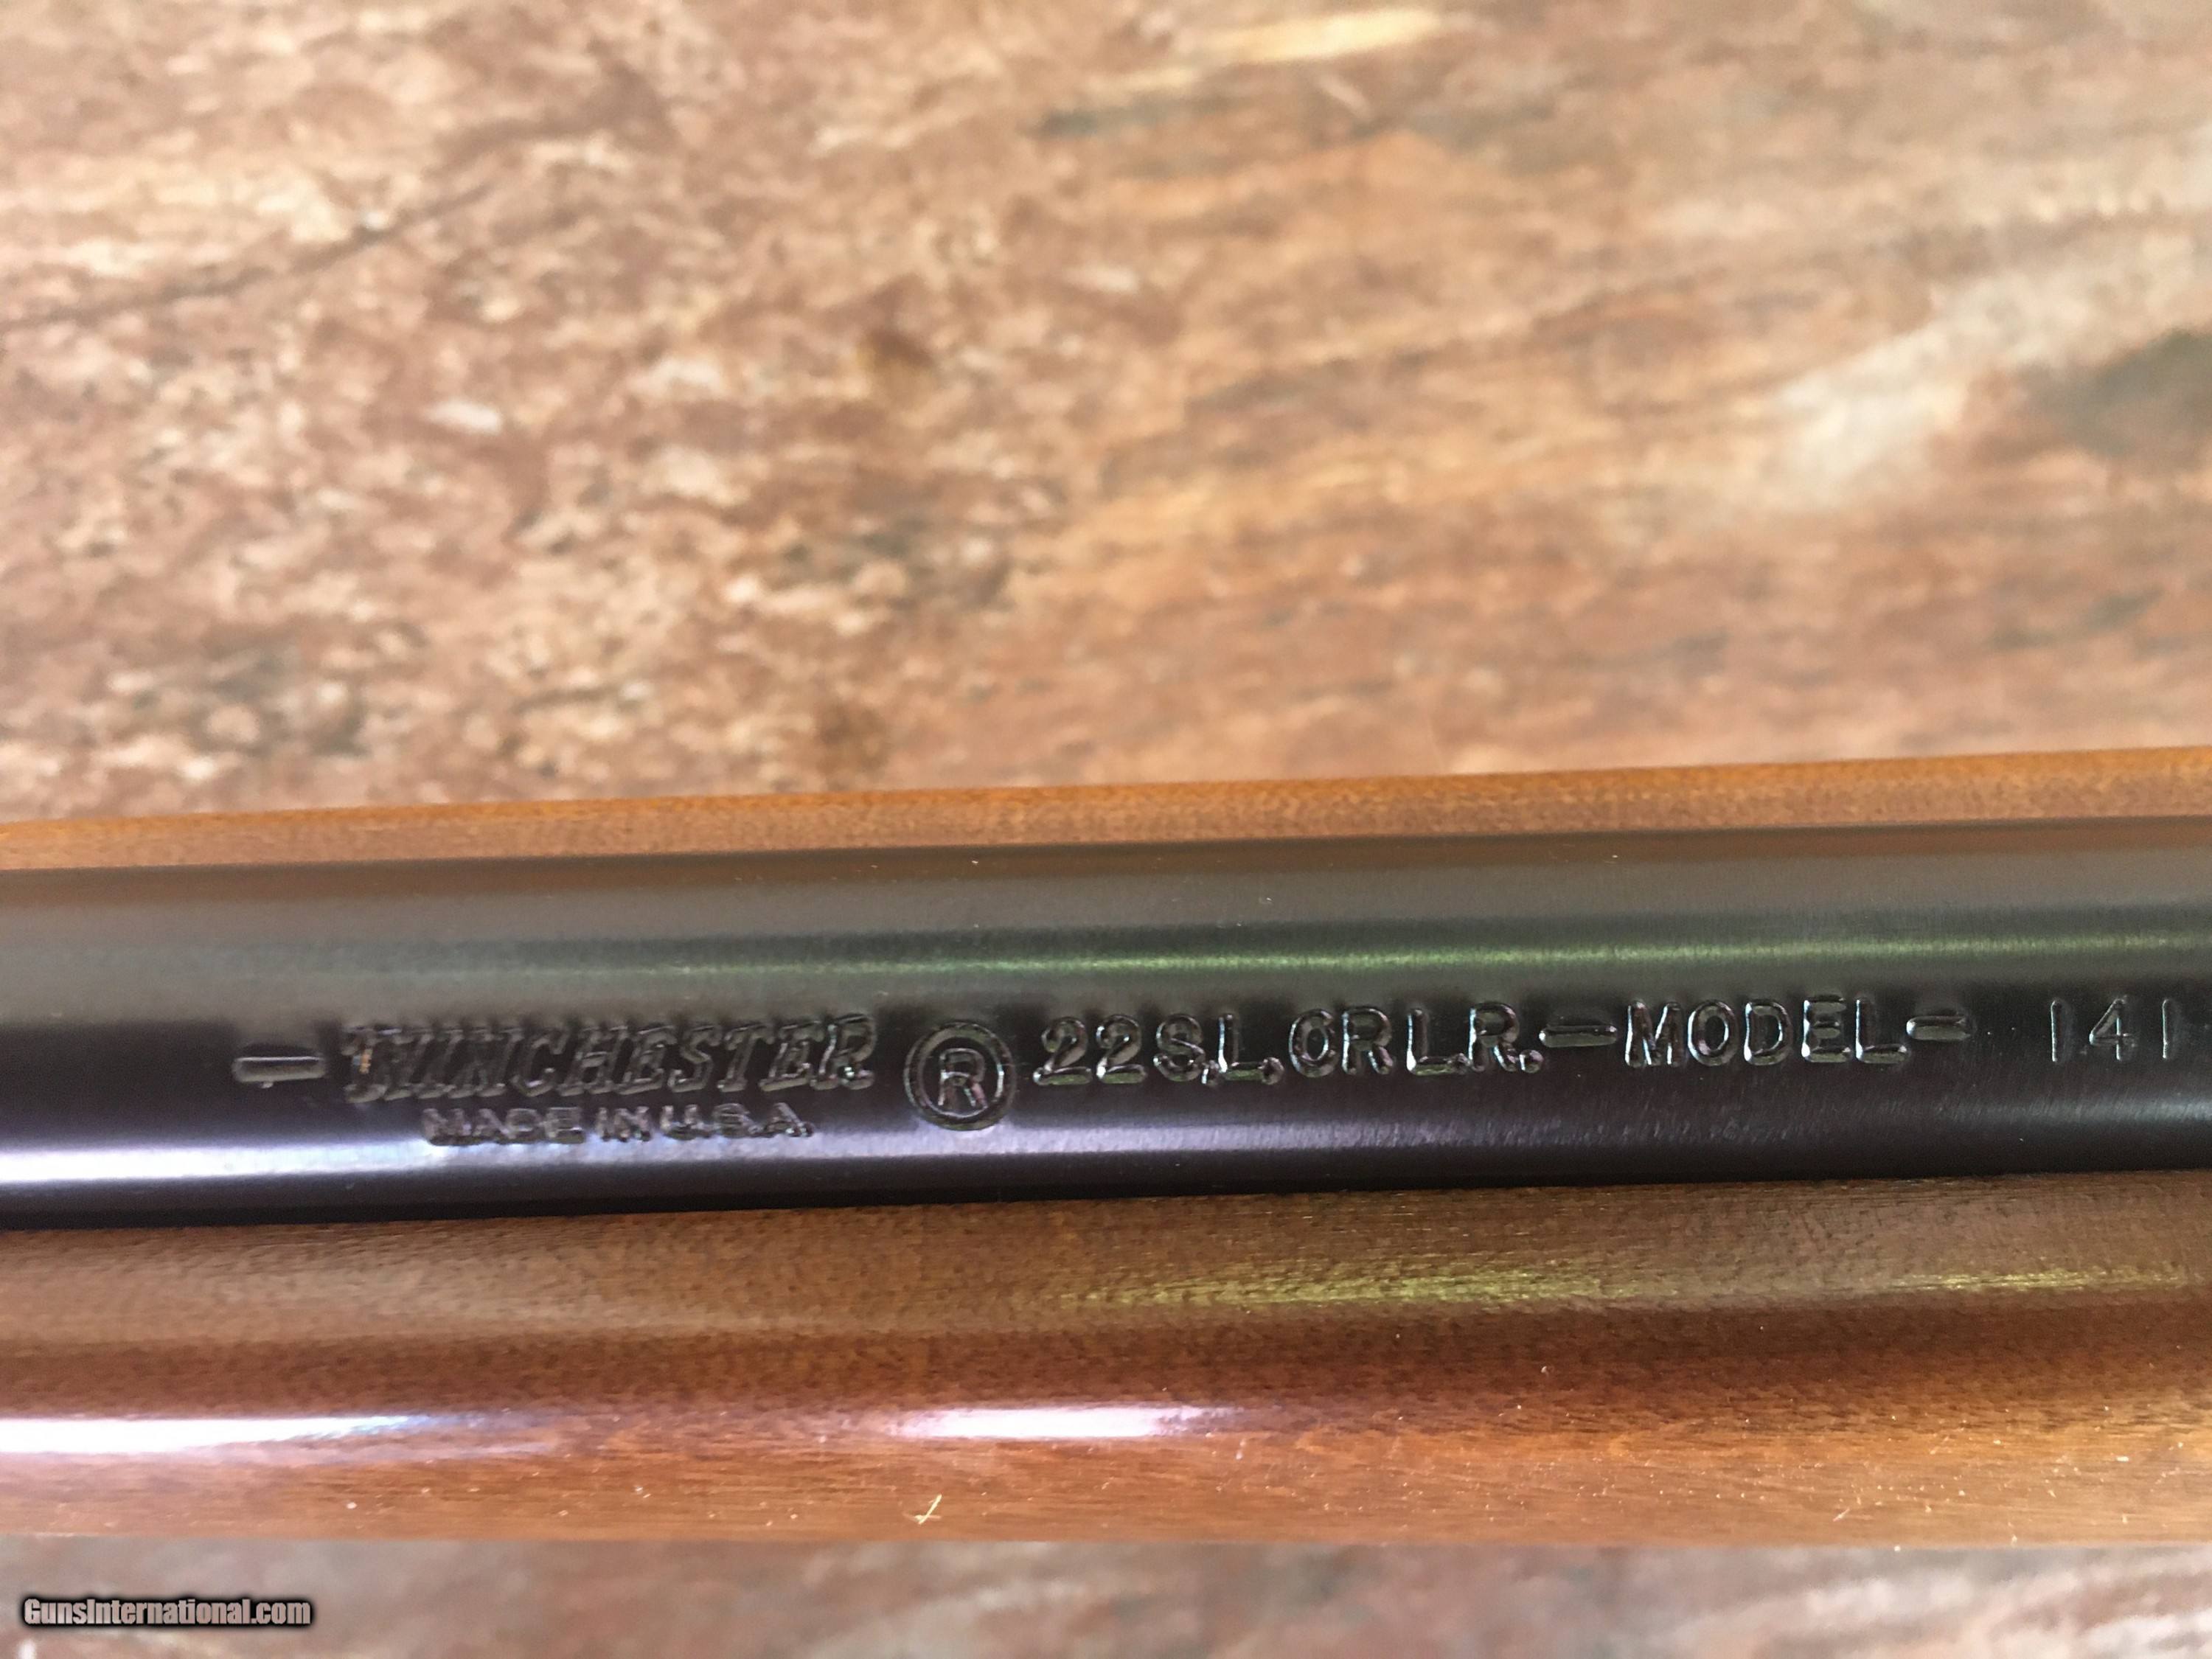 -WINCHESTER ® 22 S.L. OR L.R.-MODEL- 141
MADE IN U.S.A.
GunsInternational.com